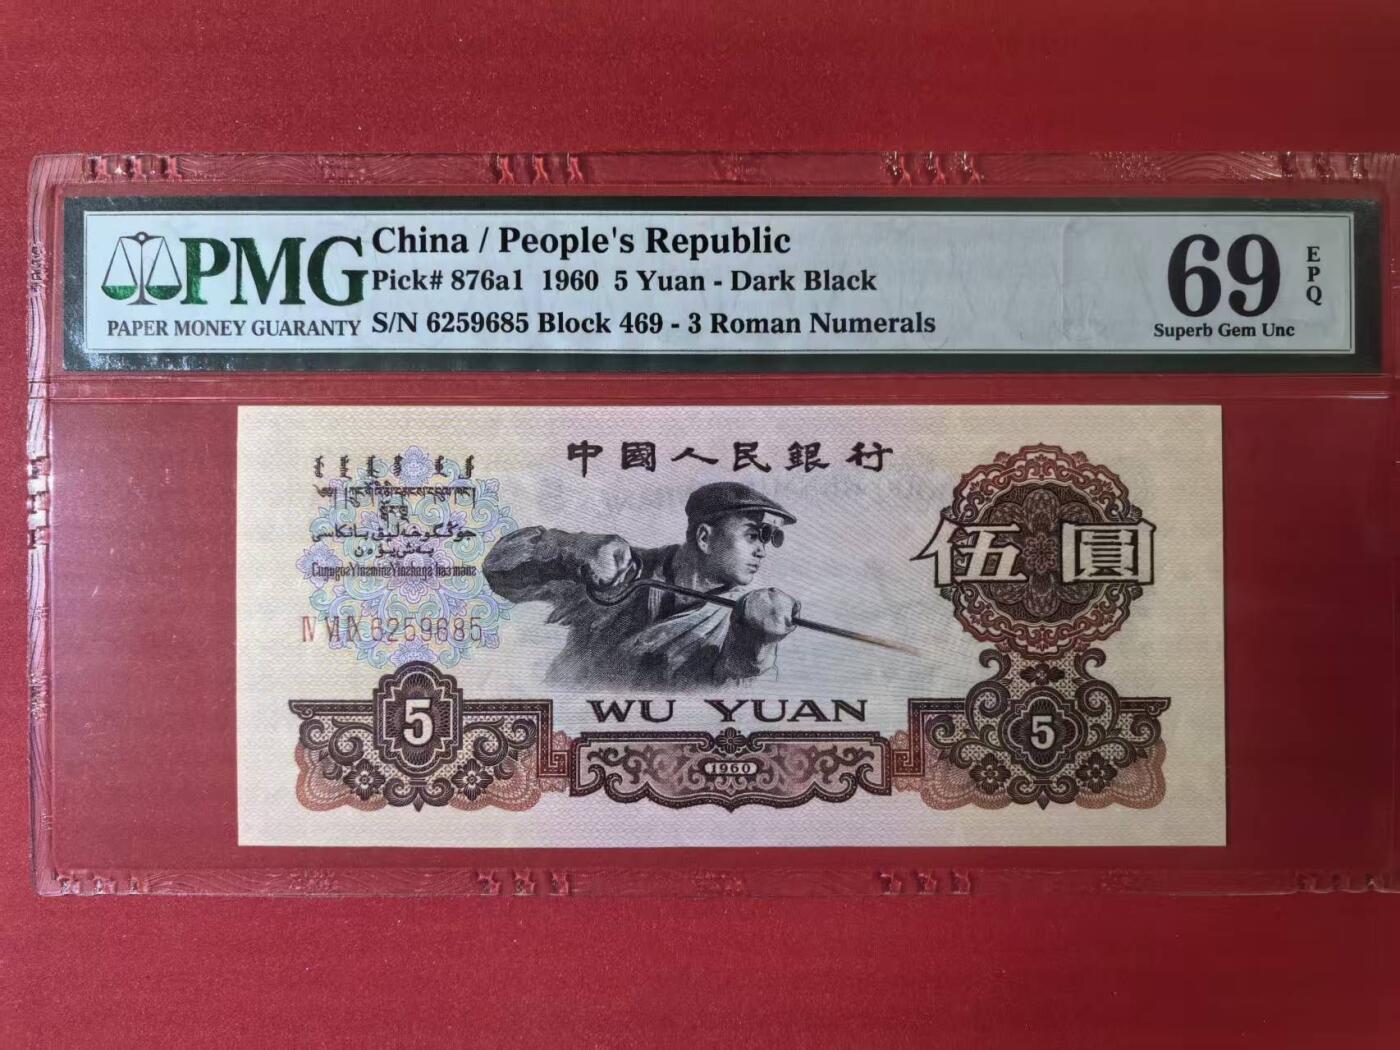 PMG
PAPER MONEY GUARANTY
China / People's Republic
Pick# 876a1 1960 5 Yuan - Dark Black
S/N 6259685 Block 469 - 3 Roman Numerals
69
EPQ
Superb Gem Unc
中國人民銀行
伍圓
Ⅳ Ⅵ Ⅸ 6259685
5
WU YUAN
1960
5